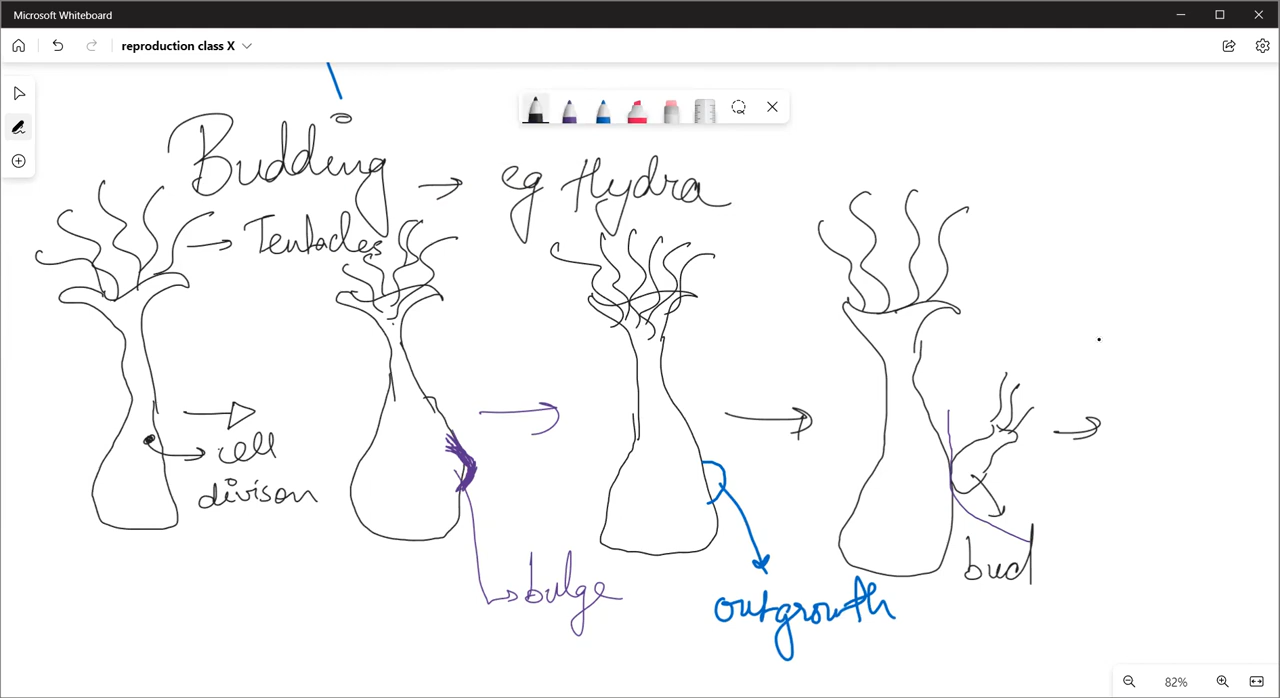 Microsoft Whiteboard
reproduction class X
Budding → eg Hydra
→ Tentacles
→ cell
divison
→ bulge
outgrowth
bud
82%